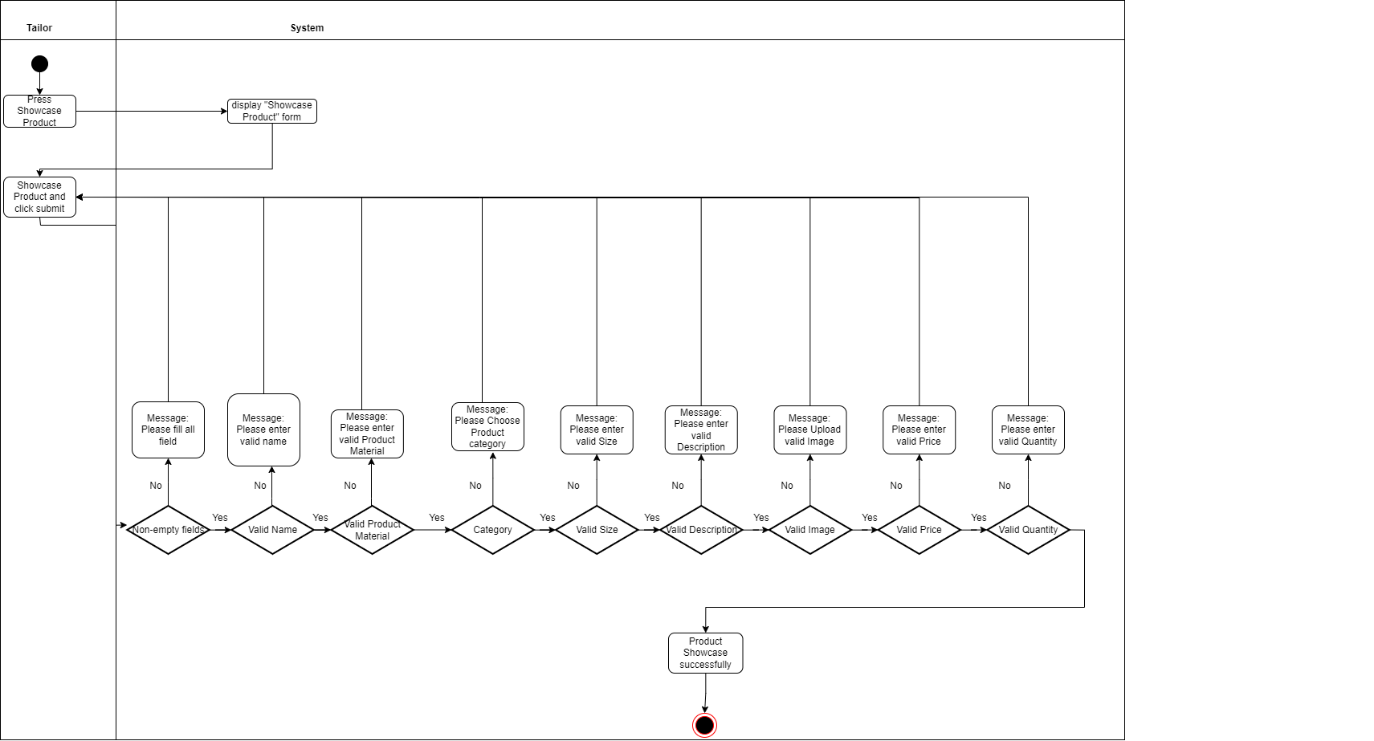 Tailor
System
Press
Showcase
Product
display "Showcase
Product" form
Showcase
Product and
click submit
Message:
Please fill all
field
Message:
Please enter
valid name
Message:
Please enter
valid Product
Material
Message:
Please Choose
Product
category
Message:
Please enter
valid Size
Message:
Please enter
valid
Description
Message:
Please Upload
valid Image
Message:
Please enter
valid Price
Message:
Please enter
valid Quantity
No
No
No
No
No
No
No
No
No
Non-empty fields
Yes
Valid Name
Yes
Valid Product
Material
Yes
Category
Yes
Valid Size
Yes
Valid Description
Yes
Valid Image
Yes
Valid Price
Yes
Valid Quantity
Product
Showcase
successfully